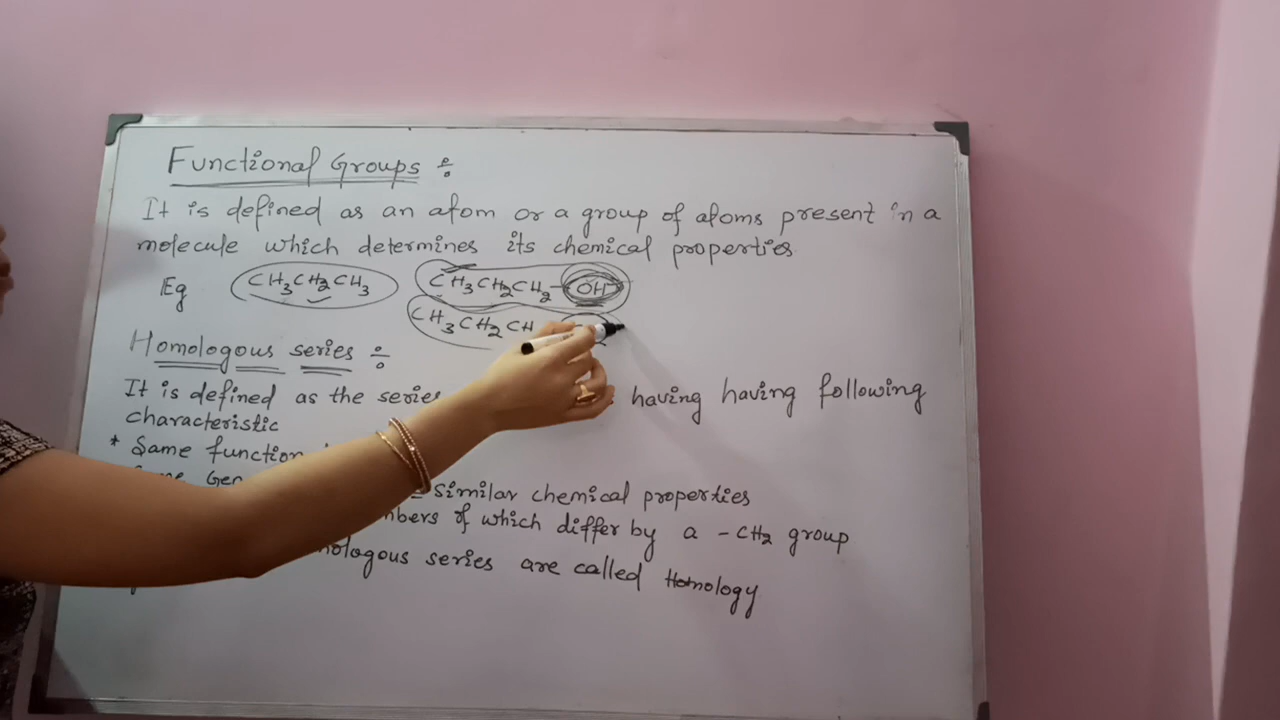 Functional Groups ÷
It is defined as an atom or a group of atoms present in a
molecule which determines its chemical properties.
Eg CH3CH2CH3 CH3CH2CH2-OH
CH3CH2CH
Homologous series ÷
It is defined as the series having having following
characteristic
* Same function
Same Gen
similar chemical properties
of which differ by a -CH2 group
series are called Homology